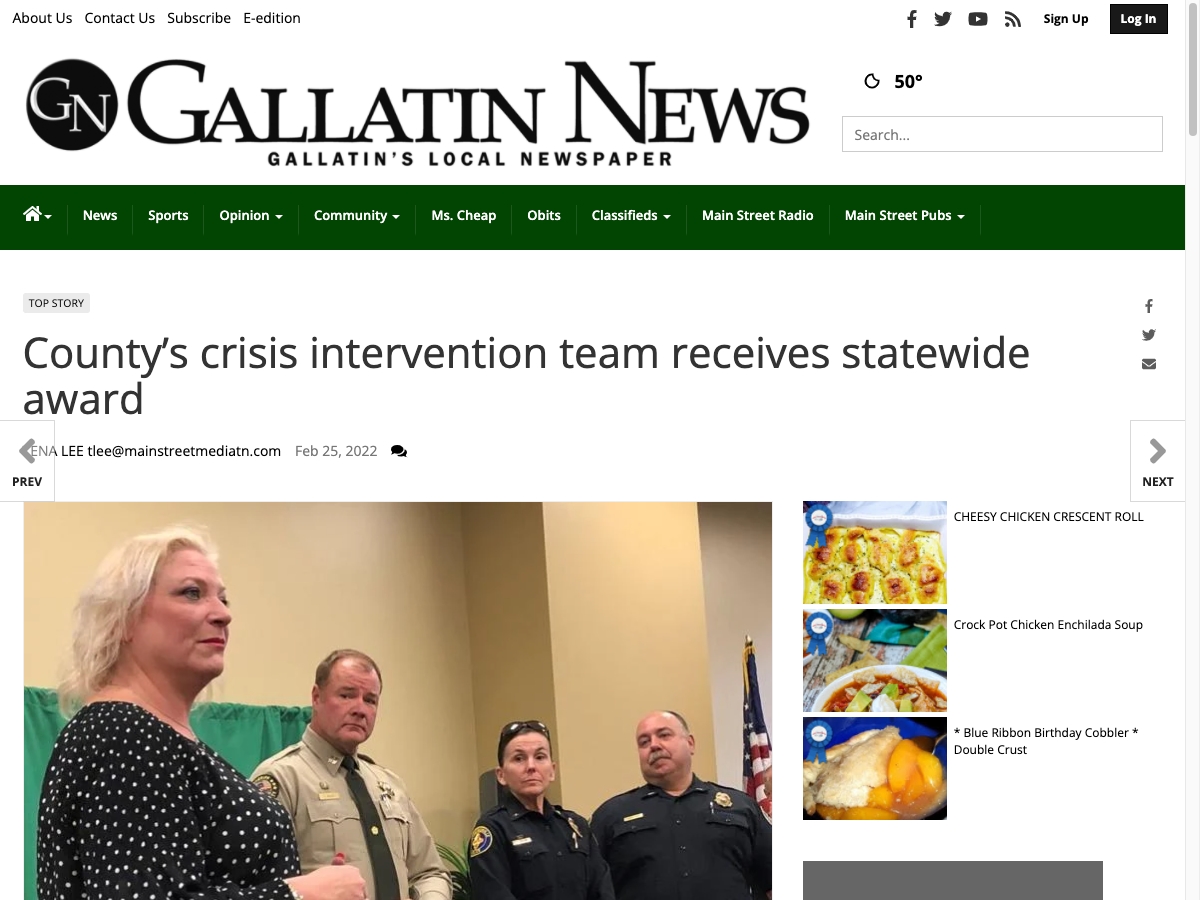 About Us Contact Us Subscribe E-edition
Sign Up Log In
GN GALLATIN NEWS
GALLATIN'S LOCAL NEWSPAPER
50°
Search...
News Sports Opinion Community Ms. Cheap Obits Classifieds Main Street Radio Main Street Pubs
TOP STORY
County’s crisis intervention team receives statewide
award
ENA LEE tlee@mainstreetmediatn.com Feb 25, 2022
PREV
NEXT
CHEESY CHICKEN CRESCENT ROLL
Crock Pot Chicken Enchilada Soup
* Blue Ribbon Birthday Cobbler *
Double Crust